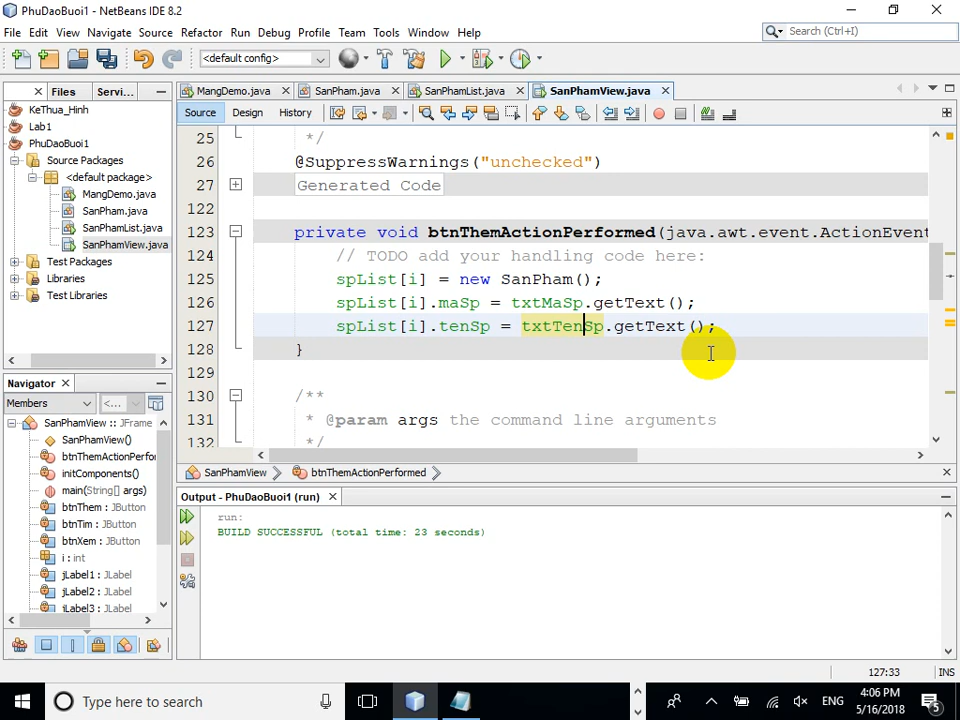 PhuDaoBuoi1 - NetBeans IDE 8.2
File Edit View Navigate Source Refactor Run Debug Profile Team Tools Window Help
Search (Ctrl+I)
<default config>
Files Servi...
MangDemo.java SanPham.java SanPhamList.java SanPhamView.java
Source Design History
KeThua_Hinh
Lab1
PhuDaoBuoi1
Source Packages
<default package>
MangDemo.java
SanPham.java
SanPhamList.java
SanPhamView.java
Test Packages
Libraries
Test Libraries
25 */
26 @SuppressWarnings("unchecked")
27 Generated Code
122
123 private void btnThemActionPerformed(java.awt.event.ActionEvent
124 // TODO add your handling code here:
125 spList[i] = new SanPham();
126 spList[i].maSp = txtMaSp.getText();
127 spList[i].tenSp = txtTenSp.getText();
128 }
129
130 /**
131 * @param args the command line arguments
132 */
SanPhamView btnThemActionPerformed
Navigator
Members <...
SanPhamView :: JFrame
SanPhamView()
btnThemActionPerfo
initComponents()
main(String[] args)
btnThem : JButton
btnTim : JButton
btnXem : JButton
i : int
jLabel1 : JLabel
jLabel2 : JLabel
jLabel3 : JLabel
Output - PhuDaoBuoi1 (run)
run:
BUILD SUCCESSFUL (total time: 23 seconds)
127:33 INS
Type here to search
ENG
4:06 PM
5/16/2018
5